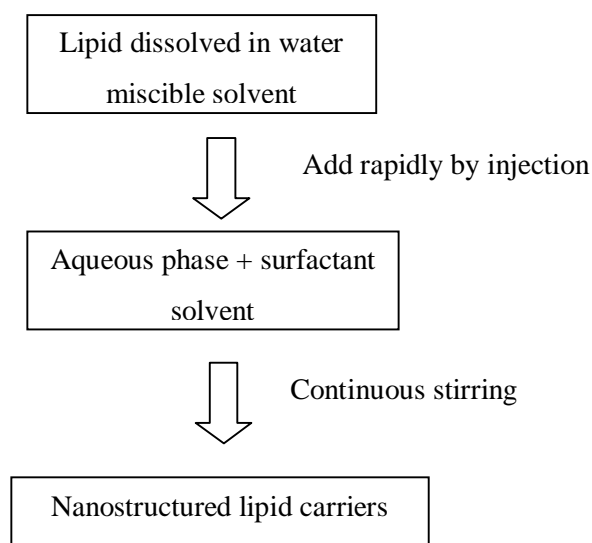 Lipid dissolved in water
miscible solvent
Add rapidly by injection
Aqueous phase + surfactant
solvent
Continuous stirring
Nanostructured lipid carriers